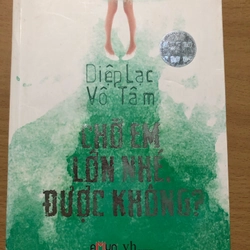 Diệp Lạc
Vô Tâm
CHỜ EM
LỚN NHÉ,
ĐƯỢC KHÔNG?